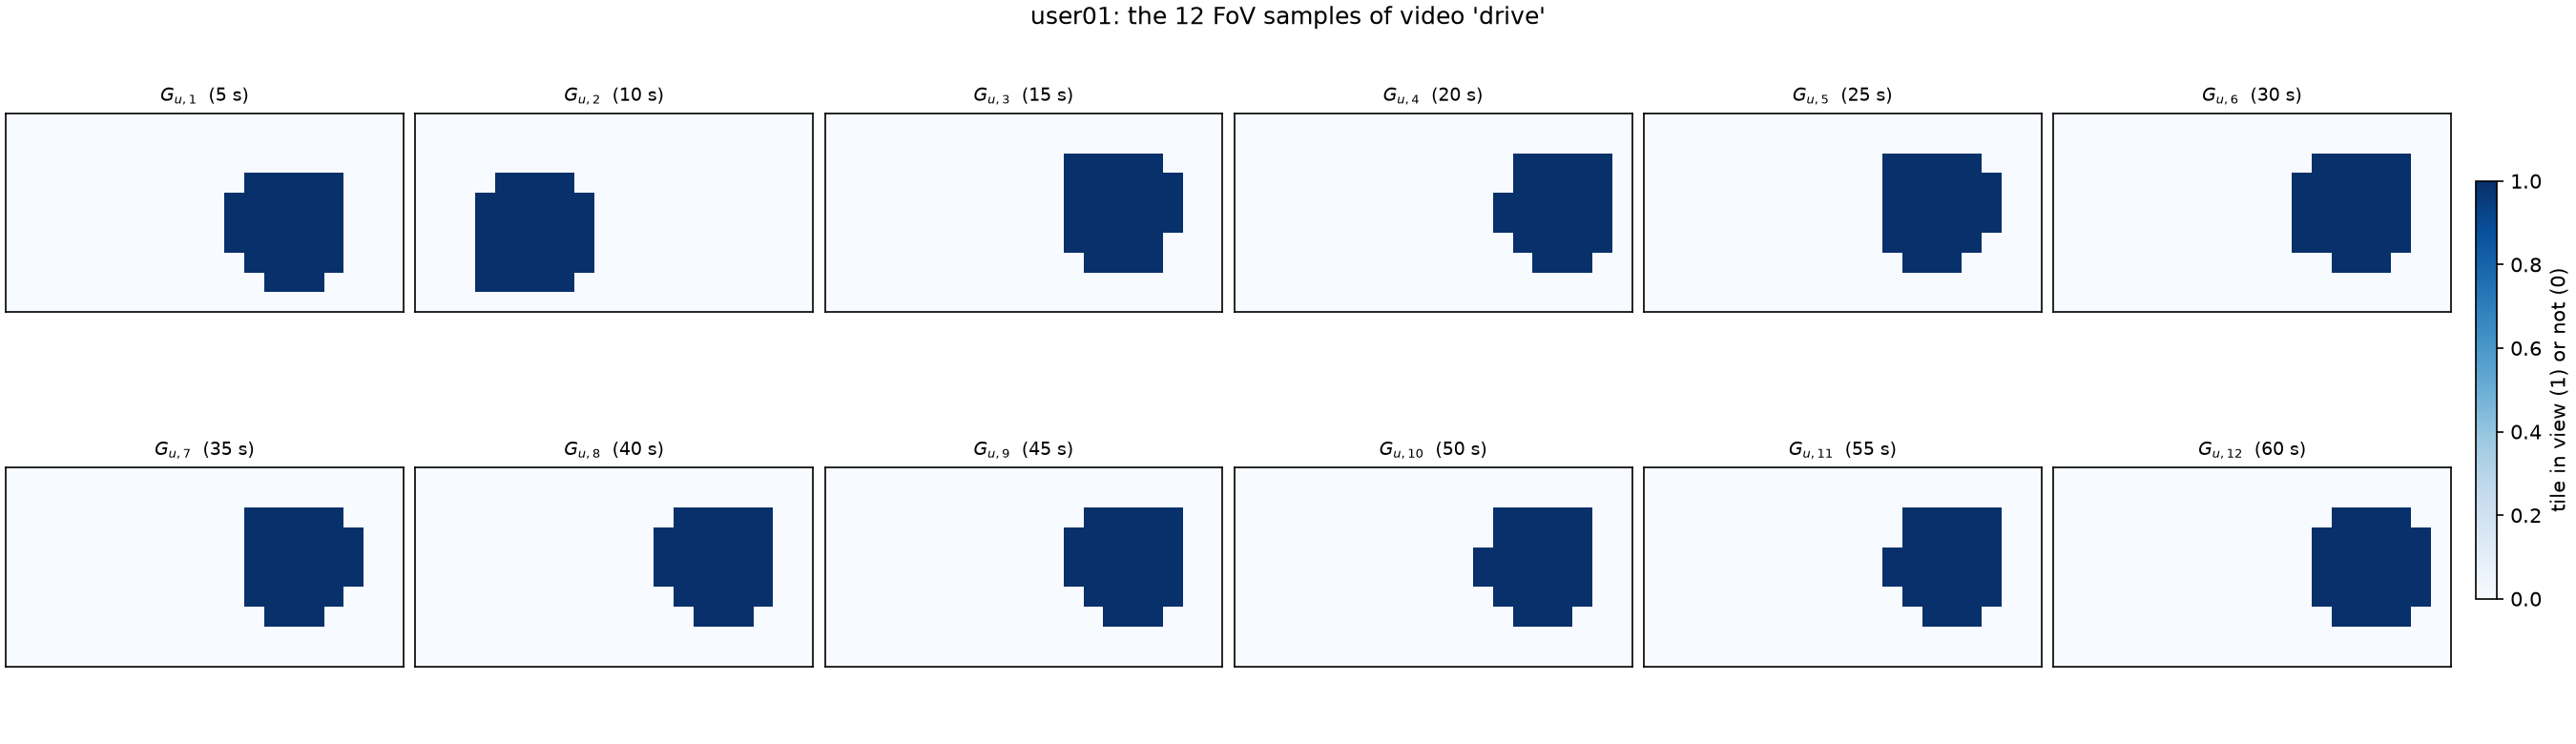 user01: the 12 FoV samples of video 'drive'
G_{u,1} (5 s)
G_{u,2} (10 s)
G_{u,3} (15 s)
G_{u,4} (20 s)
G_{u,5} (25 s)
G_{u,6} (30 s)
G_{u,7} (35 s)
G_{u,8} (40 s)
G_{u,9} (45 s)
G_{u,10} (50 s)
G_{u,11} (55 s)
G_{u,12} (60 s)
1.0
0.8
0.6
0.4
0.2
0.0
tile in view (1) or not (0)